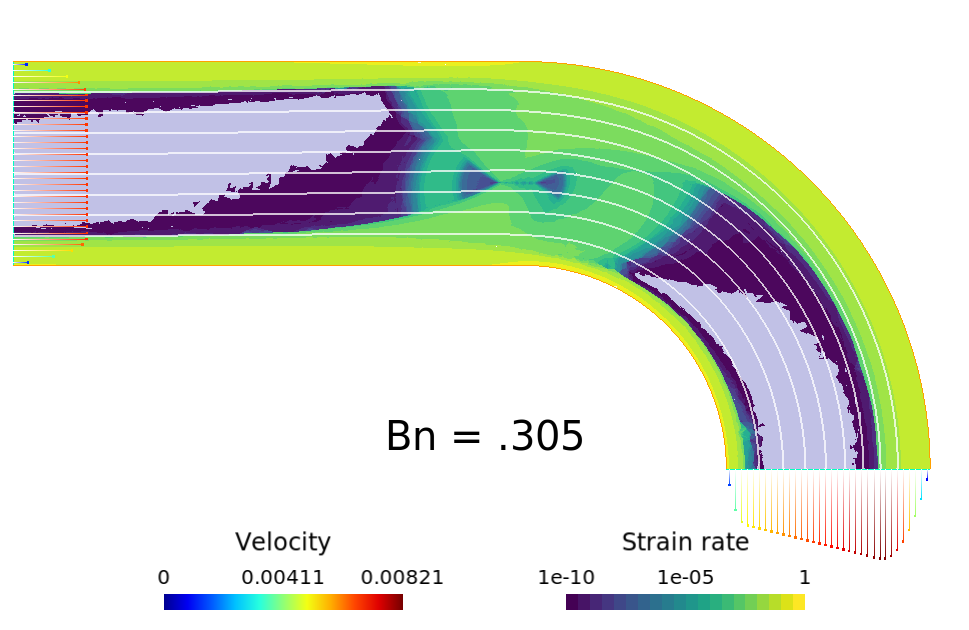 Bn = .305
Velocity
0 0.00411 0.00821
Strain rate
1e-10 1e-05 1